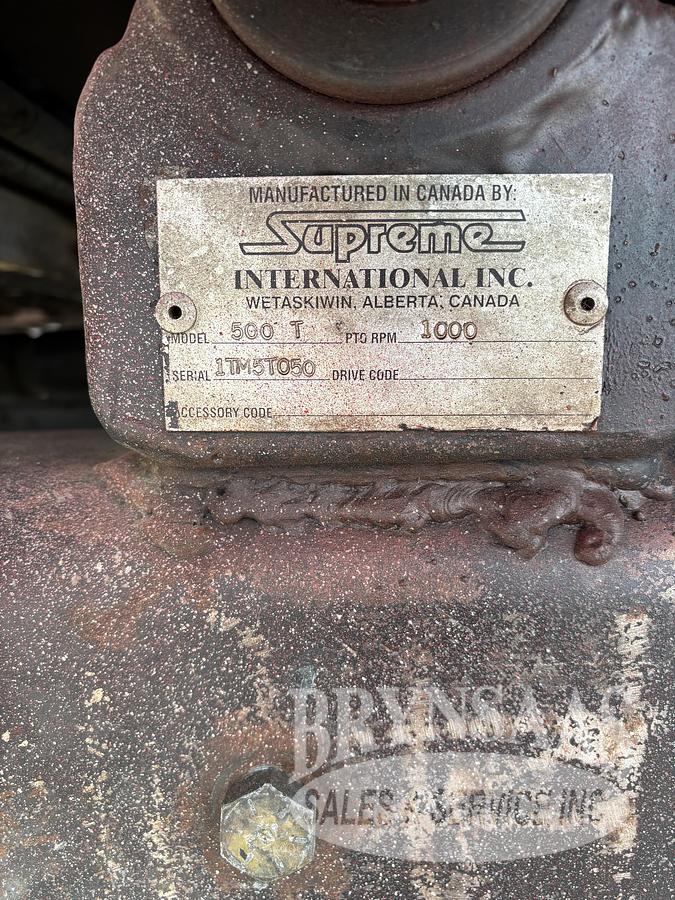 MANUFACTURED IN CANADA BY:
Supreme
INTERNATIONAL INC.
WETASKIWIN, ALBERTA, CANADA
MODEL 500 T PTO RPM 1000
SERIAL 1TM5T050 DRIVE CODE
ACCESSORY CODE
BRYNSAAS
SALES & SERVICE INC